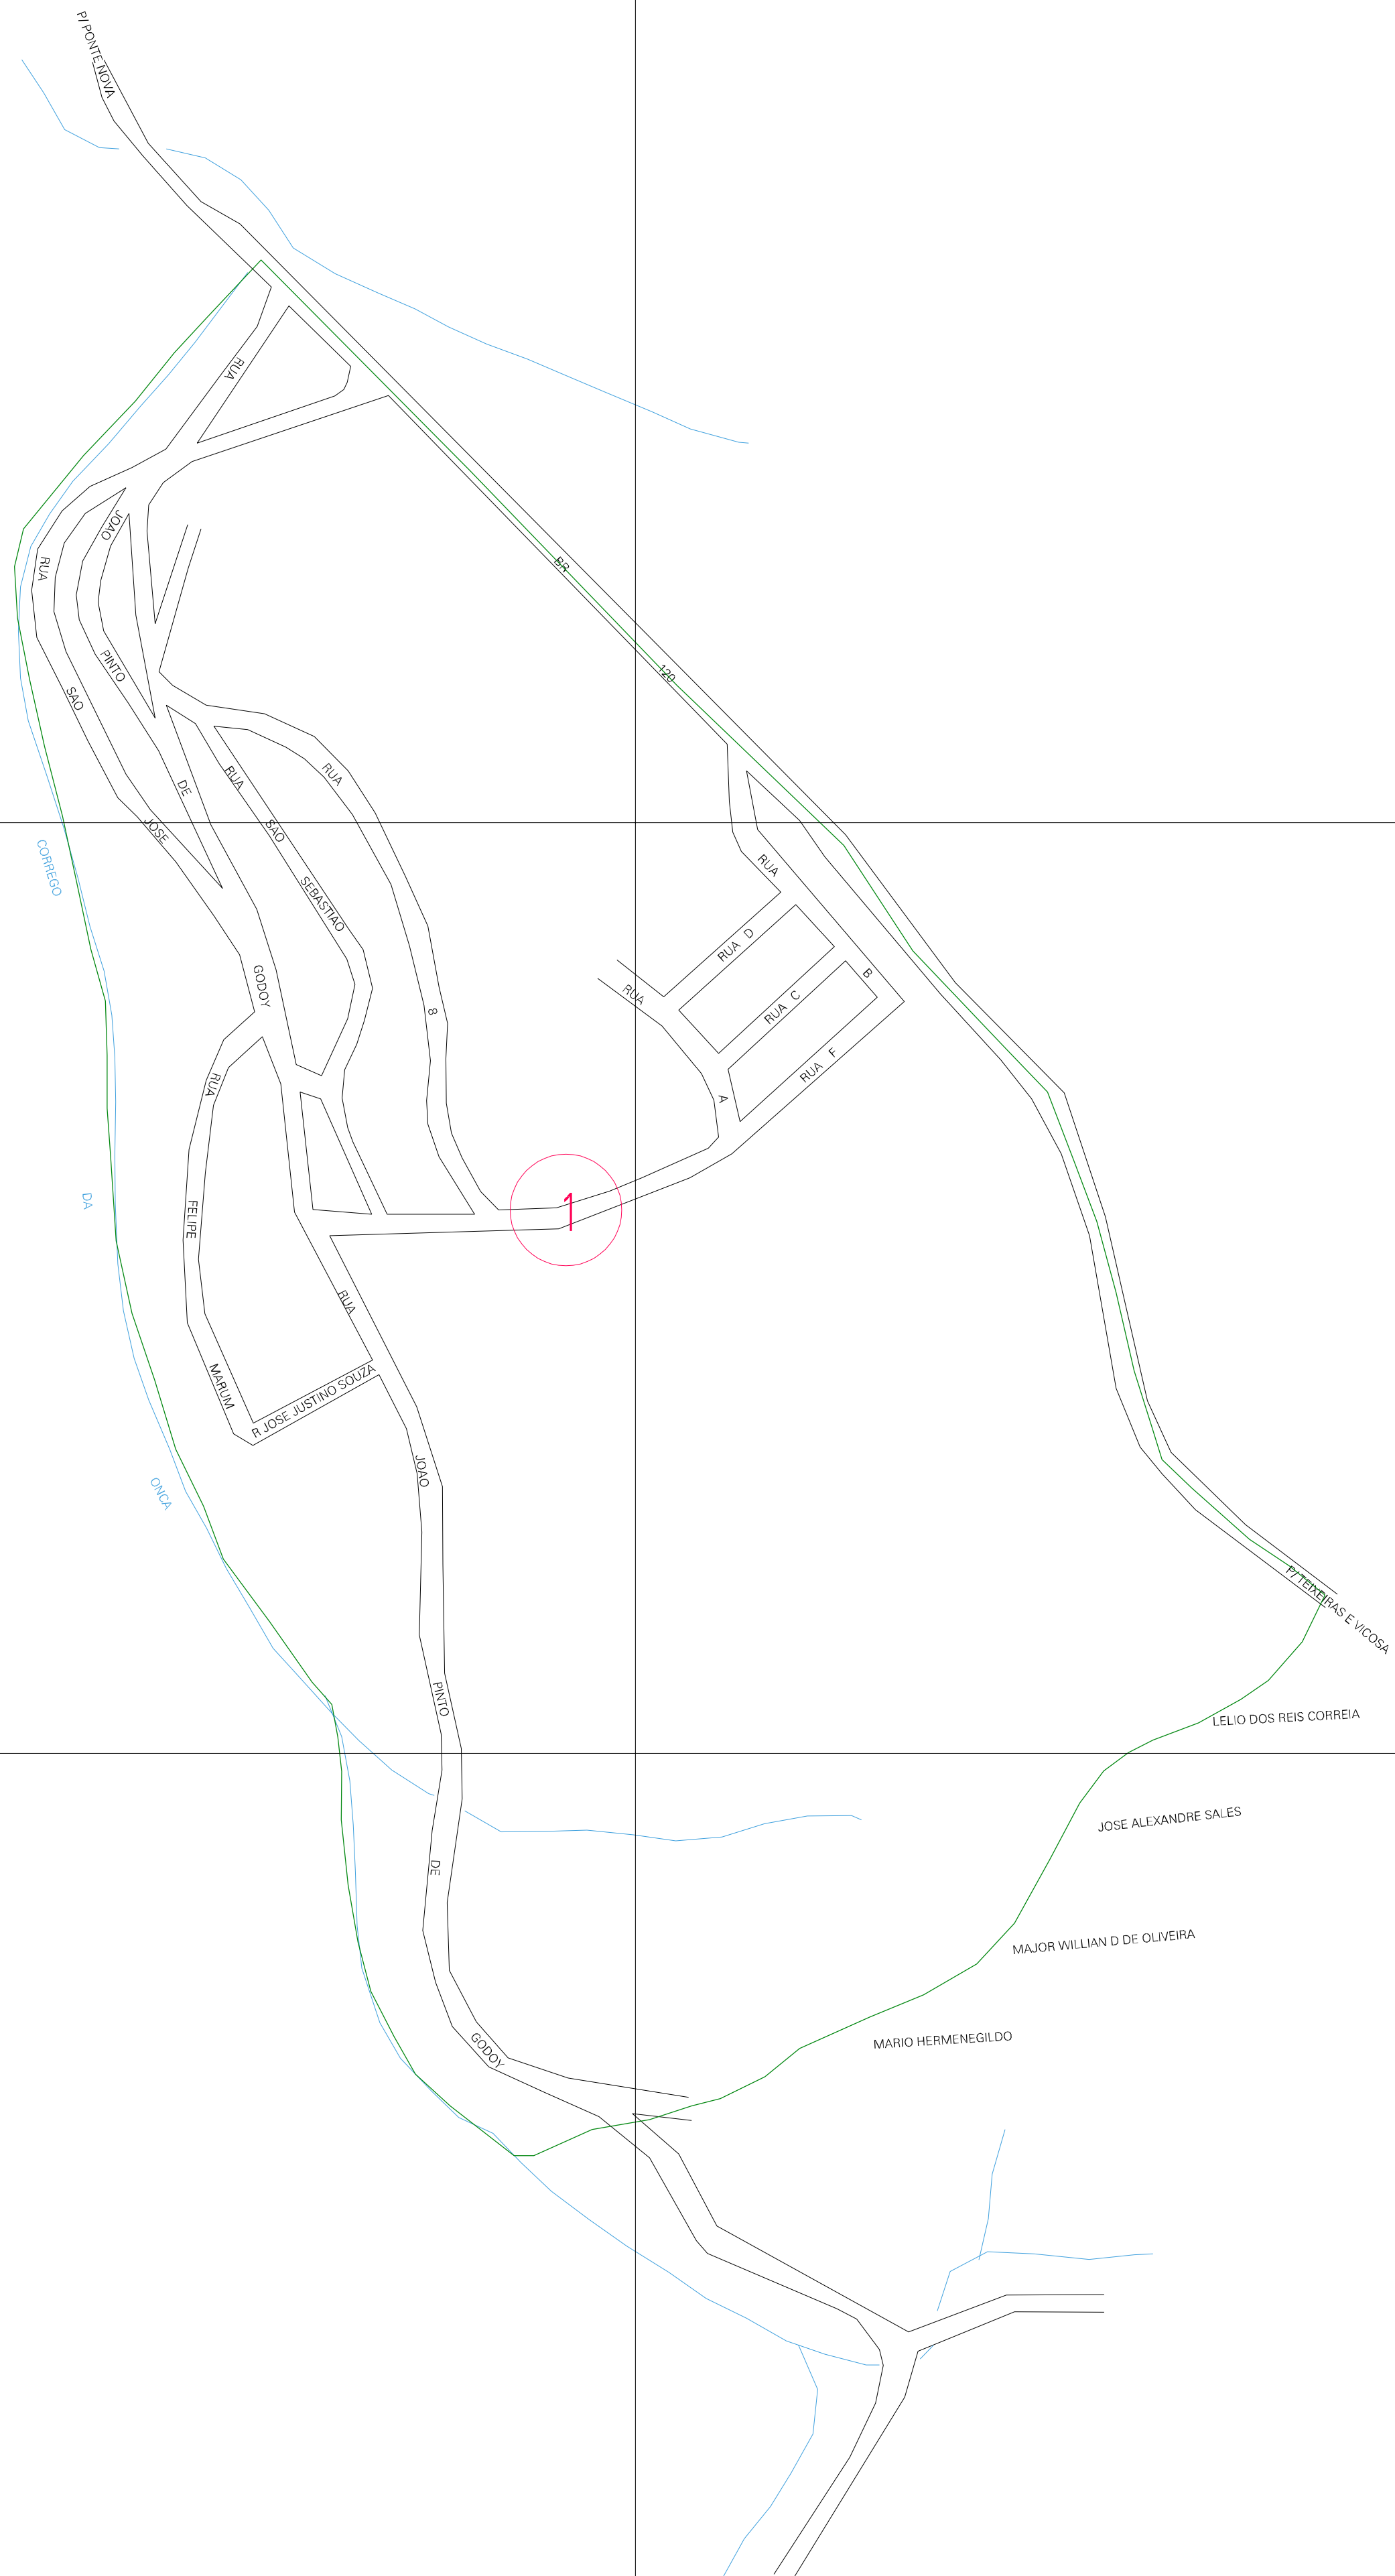 P/ PONTE NOVA
RUA
JOAO
PINTO
DE
GODOY
RUA
SAO
JOSE
BR
120
RUA
SAO
SEBASTIAO
RUA
8
CORREGO
DA
ONCA
RUA
B
RUA D
RUA C
RUA F
RUA
A
RUA
FELIPE
MARUM
1
R JOSE JUSTINO SOUZA
RUA
JOAO
PINTO
DE
GODOY
P/ TEIXEIRAS E VICOSA
LELIO DOS REIS CORREIA
JOSE ALEXANDRE SALES
MAJOR WILLIAN D DE OLIVEIRA
MARIO HERMENEGILDO